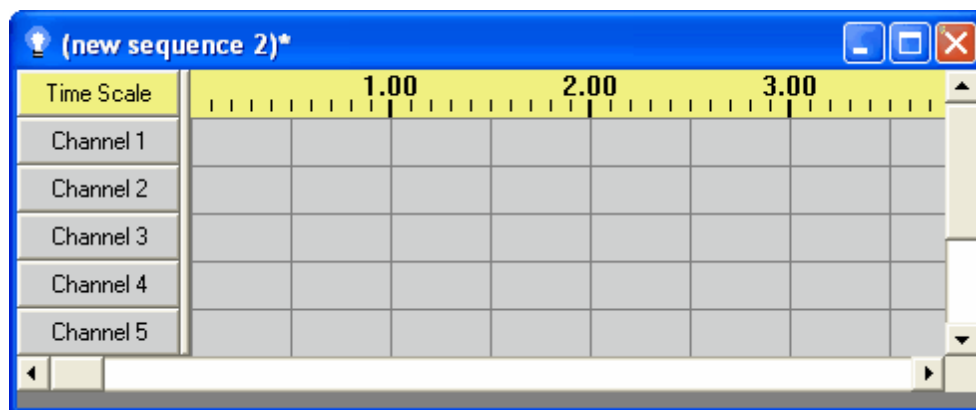 (new sequence 2)*
Time Scale 1.00 2.00 3.00
Channel 1
Channel 2
Channel 3
Channel 4
Channel 5